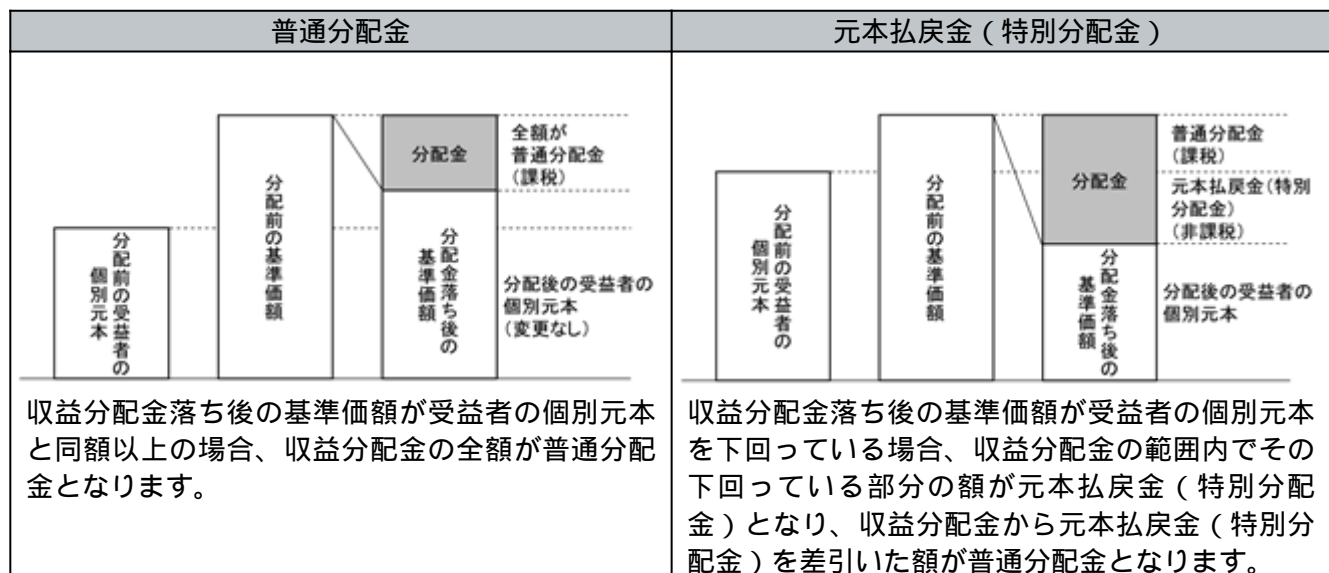 普通分配金
分配前の受益者の
個別元本
分配前の基準価額
分配金
分配金落ち後の
基準価額
全額が
普通分配金
(課税)
分配後の受益者の
個別元本
(変更なし)
収益分配金落ち後の基準価額が受益者の個別元本
と同額以上の場合、収益分配金の全額が普通分配
金となります。
元本払戻金(特別分配金)
分配前の受益者の
個別元本
分配前の基準価額
分配金
分配金落ち後の
基準価額
普通分配金
(課税)
元本払戻金(特別
分配金)
(非課税)
分配後の受益者の
個別元本
収益分配金落ち後の基準価額が受益者の個別元本
を下回っている場合、収益分配金の範囲内でその
下回っている部分の額が元本払戻金(特別分配
金)となり、収益分配金から元本払戻金(特別分
配金)を差引いた額が普通分配金となります。